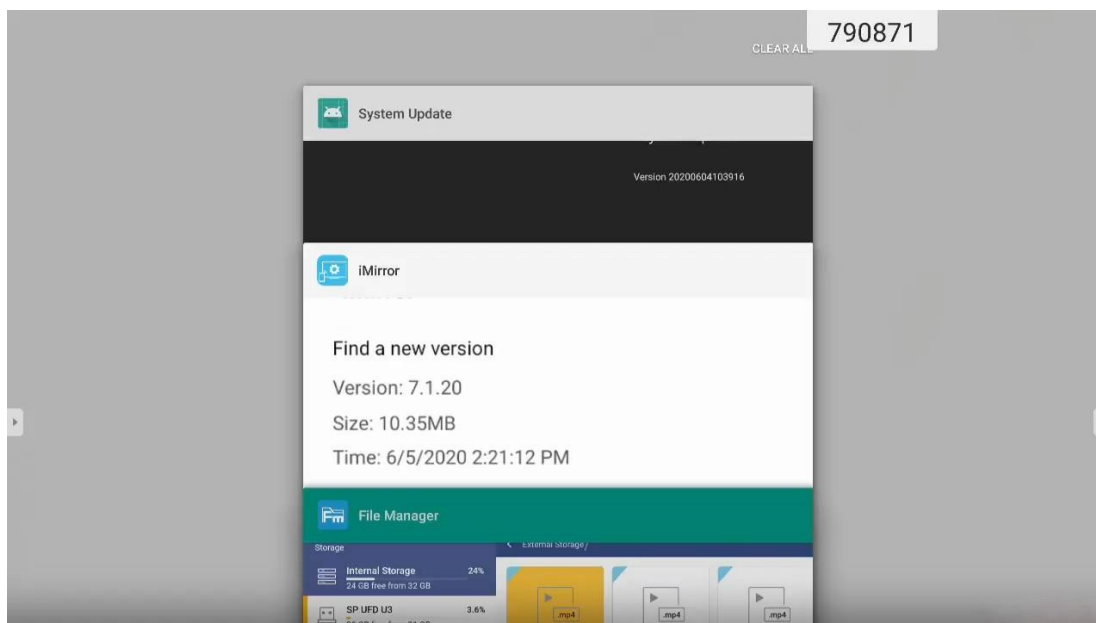 790871
CLEAR ALL
System Update
Version 20200604103916
iMirror
Find a new version
Version: 7.1.20
Size: 10.35MB
Time: 6/5/2020 2:21:12 PM
Fm File Manager
Storage
External Storage/
Internal Storage 24%
24 GB free from 32 GB
SP UFD U3 3.6%
.mp4 .mp4 .mp4